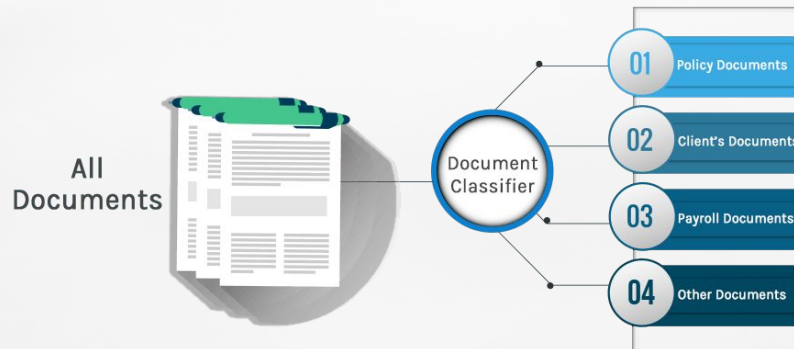 All
Documents
Document
Classifier
01
Policy Documents
02
Client's Documents
03
Payroll Documents
04
Other Documents